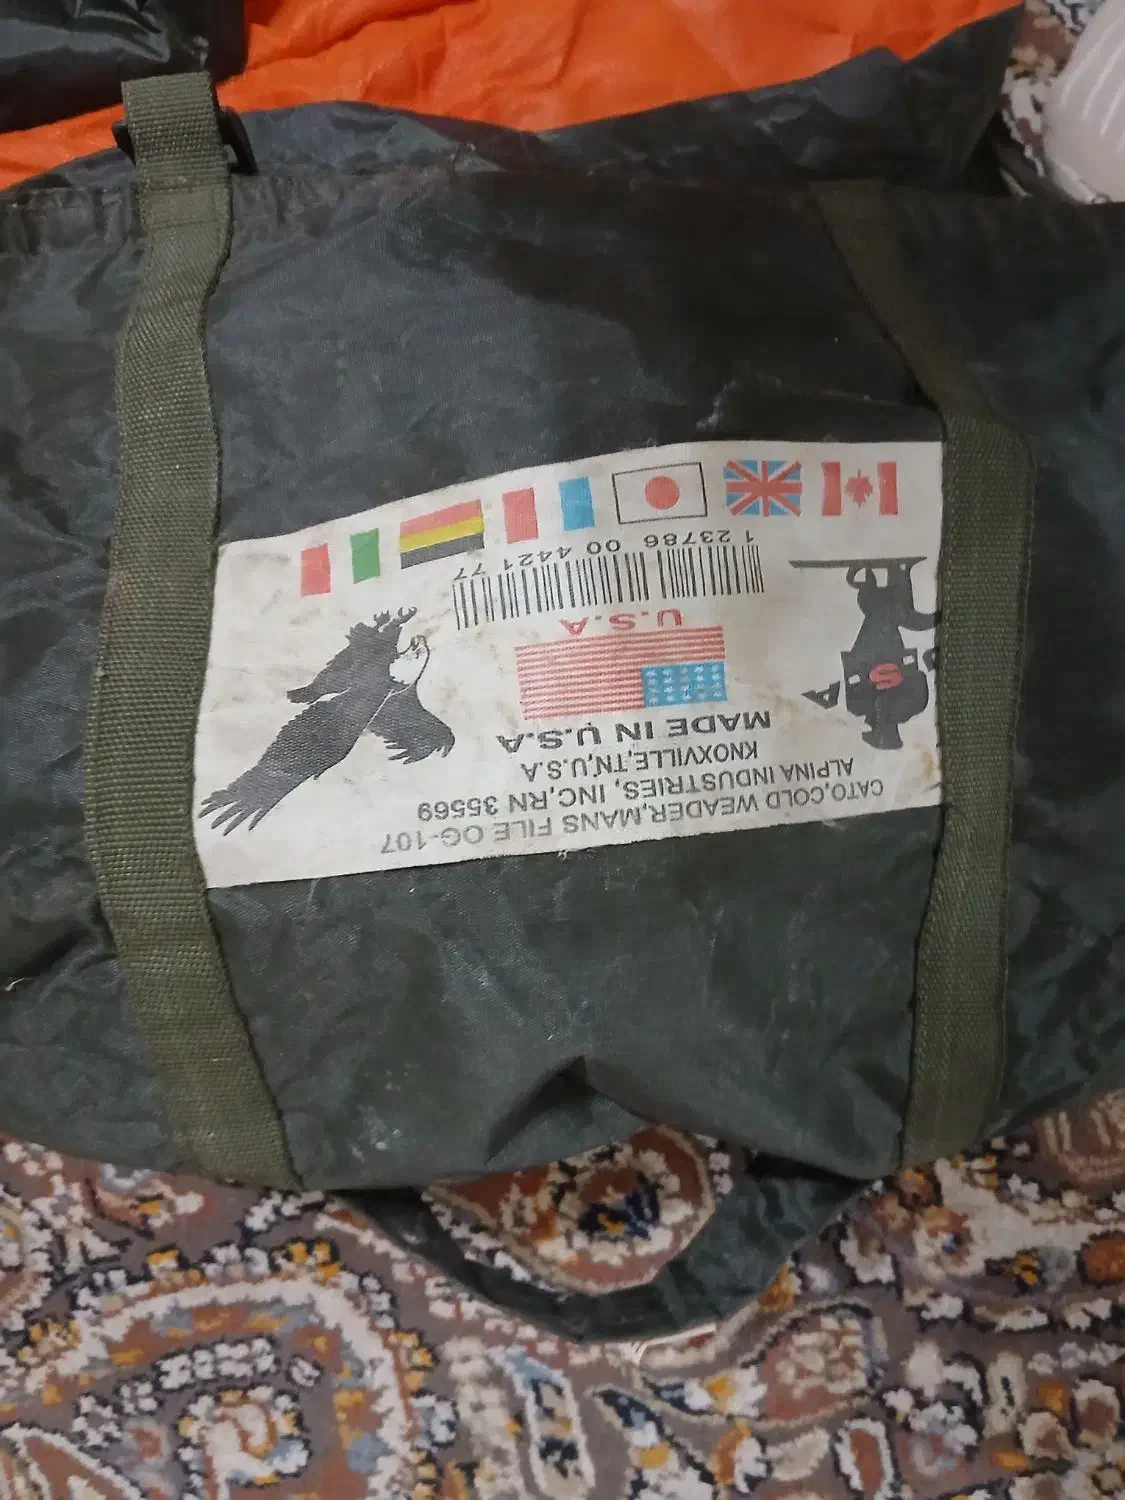 CATO,COLD WEADER,MANS FILE OG-107
ALPINA INDUSTRIES, INC,RN 35569
KNOXVILLE,TN,U.S.A
MADE IN U.S.A
S A
U.S.A
1 23786 00 4421 77